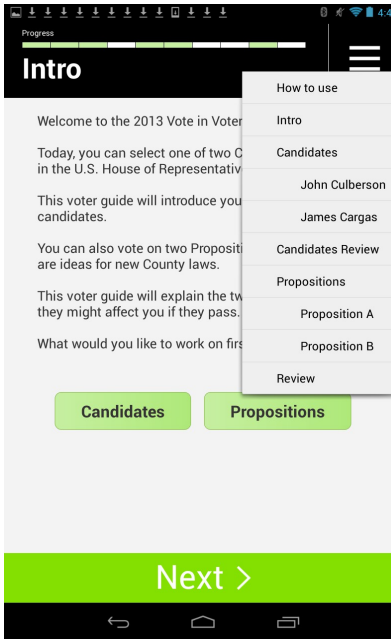 4:4
Progress
Intro
How to use
Intro
Candidates
John Culberson
James Cargas
Candidates Review
Propositions
Proposition A
Proposition B
Review
Welcome to the 2013 Vote in Voter
Today, you can select one of two C
in the U.S. House of Representativ
This voter guide will introduce you
candidates.
You can also vote on two Propositi
are ideas for new County laws.
This voter guide will explain the tw
they might affect you if they pass.
What would you like to work on firs
Candidates
Propositions
Next >